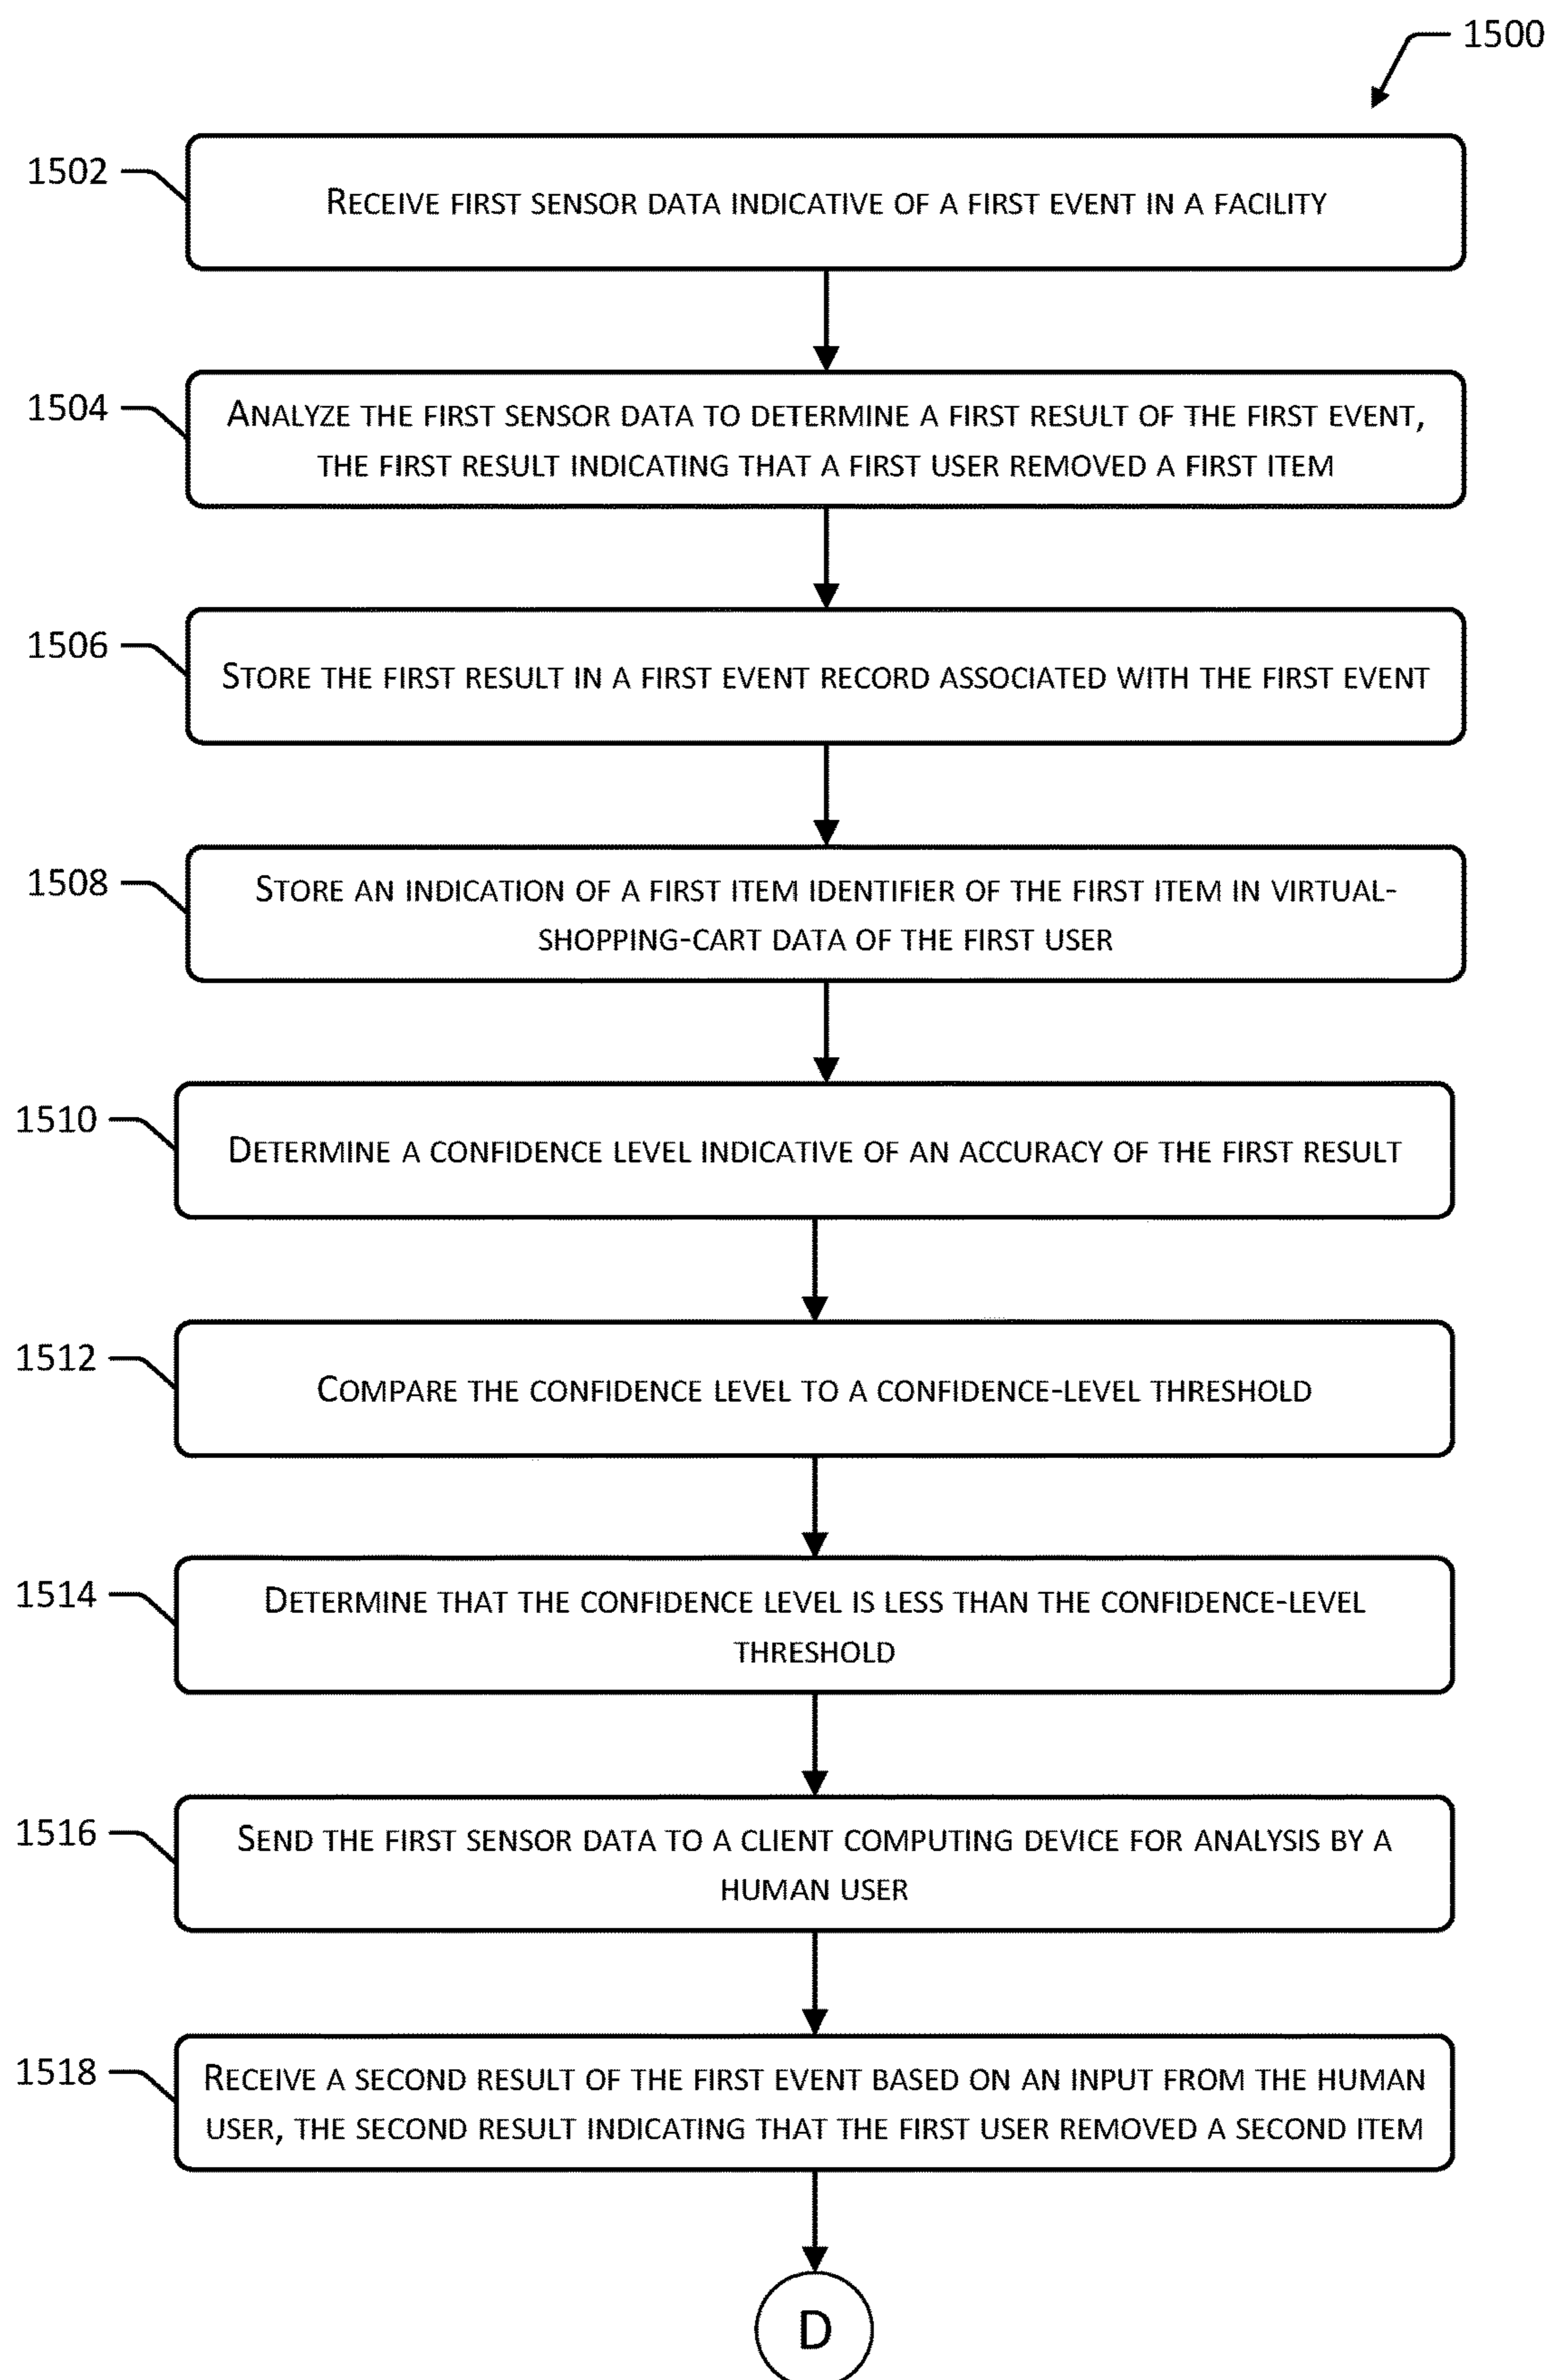 1500
1502
RECEIVE FIRST SENSOR DATA INDICATIVE OF A FIRST EVENT IN A FACILITY
1504
ANALYZE THE FIRST SENSOR DATA TO DETERMINE A FIRST RESULT OF THE FIRST EVENT,
THE FIRST RESULT INDICATING THAT A FIRST USER REMOVED A FIRST ITEM
1506
STORE THE FIRST RESULT IN A FIRST EVENT RECORD ASSOCIATED WITH THE FIRST EVENT
1508
STORE AN INDICATION OF A FIRST ITEM IDENTIFIER OF THE FIRST ITEM IN VIRTUAL-
SHOPPING-CART DATA OF THE FIRST USER
1510
DETERMINE A CONFIDENCE LEVEL INDICATIVE OF AN ACCURACY OF THE FIRST RESULT
1512
COMPARE THE CONFIDENCE LEVEL TO A CONFIDENCE-LEVEL THRESHOLD
1514
DETERMINE THAT THE CONFIDENCE LEVEL IS LESS THAN THE CONFIDENCE-LEVEL
THRESHOLD
1516
SEND THE FIRST SENSOR DATA TO A CLIENT COMPUTING DEVICE FOR ANALYSIS BY A
HUMAN USER
1518
RECEIVE A SECOND RESULT OF THE FIRST EVENT BASED ON AN INPUT FROM THE HUMAN
USER, THE SECOND RESULT INDICATING THAT THE FIRST USER REMOVED A SECOND ITEM
D